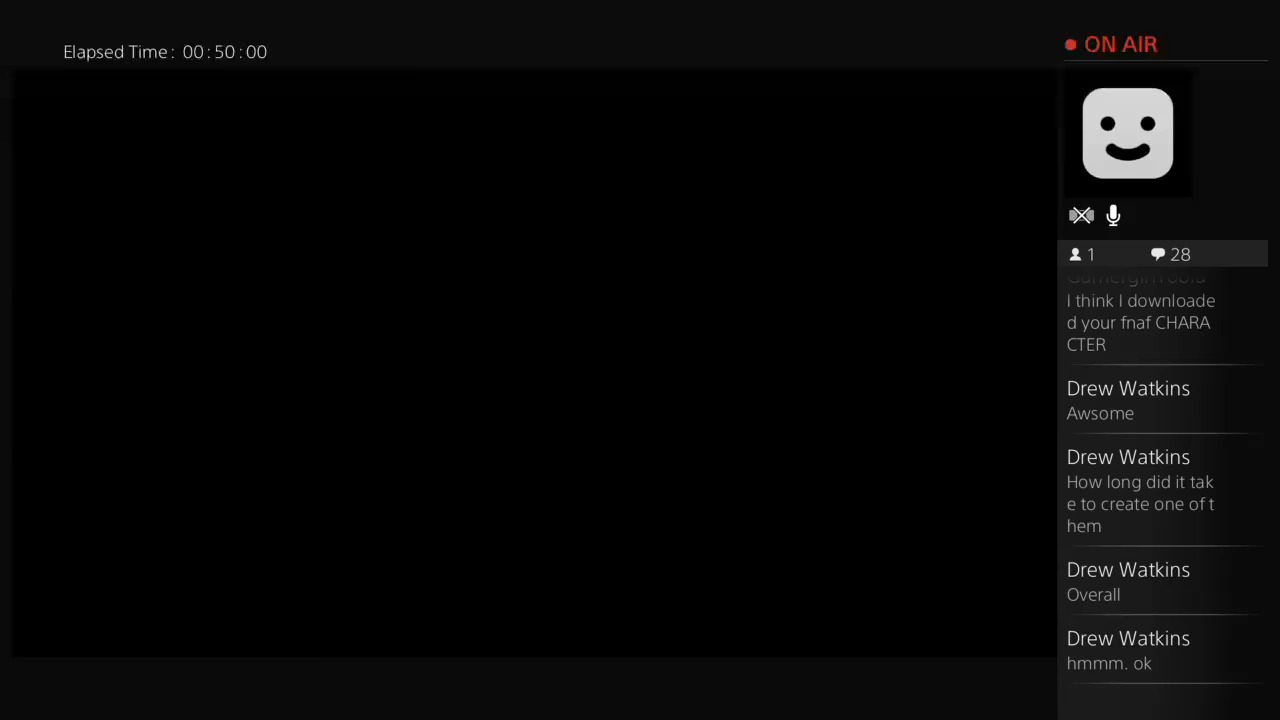 Elapsed Time: 00:50:00
ON AIR
1
28
I think I downloade
d your fnaf CHARA
CTER
Drew Watkins
Awsome
Drew Watkins
How long did it tak
e to create one of t
hem
Drew Watkins
Overall
Drew Watkins
hmmm. ok